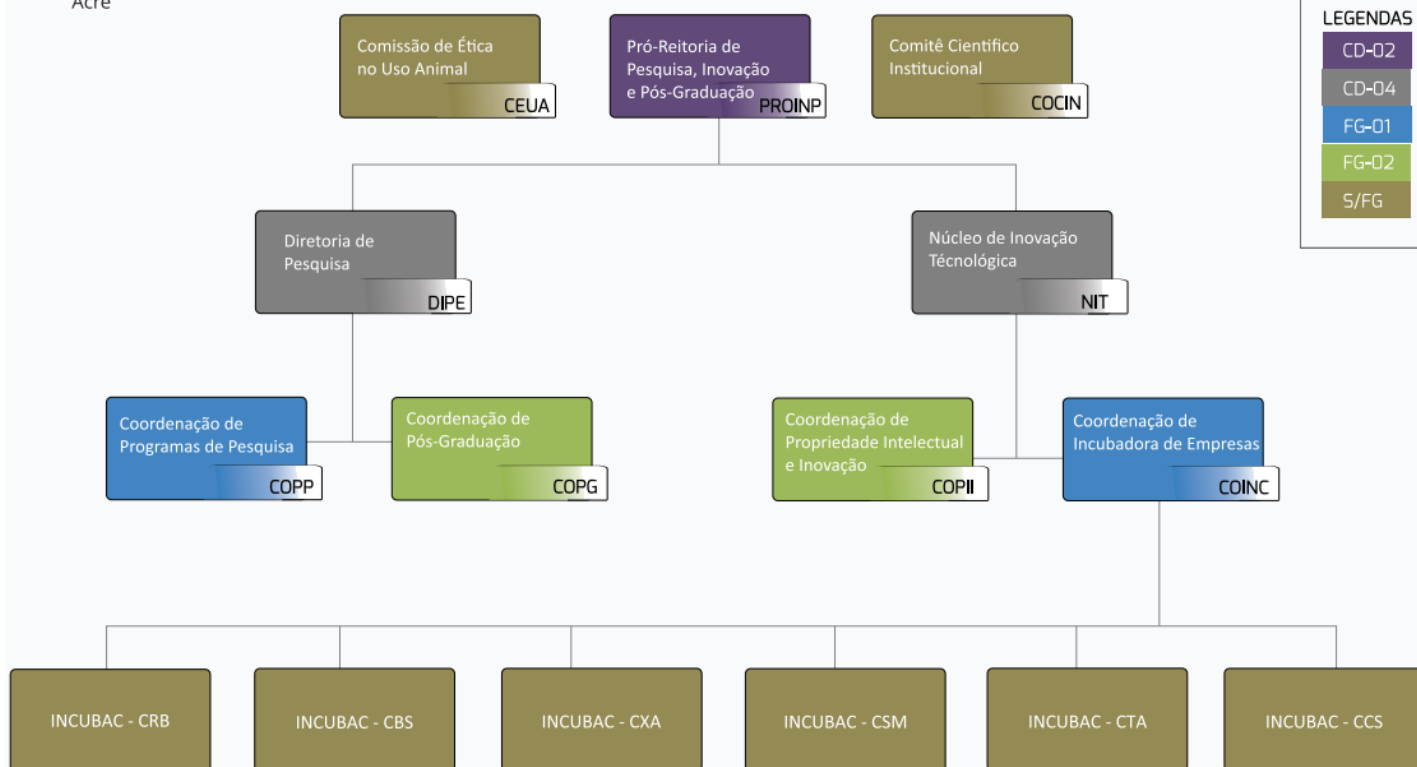 Acre
LEGENDAS
CD-02
CD-04
FG-01
FG-02
S/FG
Comissão de Ética
no Uso Animal
CEUA
Pró-Reitoria de
Pesquisa, Inovação
e Pós-Graduação
PROINP
Comitê Cientifico
Institucional
COCIN
Diretoria de
Pesquisa
DIPE
Núcleo de Inovação
Técnológica
NIT
Coordenação de
Programas de Pesquisa
COPP
Coordenação de
Pós-Graduação
COPG
Coordenação de
Propriedade Intelectual
e Inovação
COPII
Coordenação de
Incubadora de Empresas
COINC
INCUBAC - CRB
INCUBAC - CBS
INCUBAC - CXA
INCUBAC - CSM
INCUBAC - CTA
INCUBAC - CCS